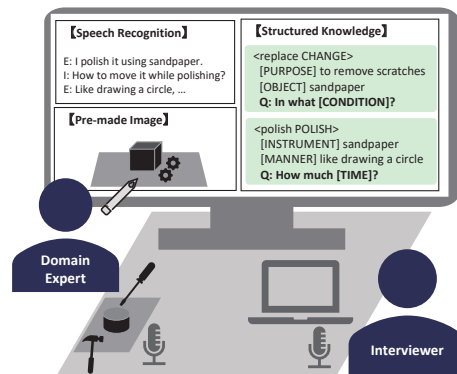 【Speech Recognition】
E: I polish it using sandpaper.
I: How to move it while polishing?
E: Like drawing a circle, …
【Pre-made Image】
【Structured Knowledge】
<replace CHANGE>
[PURPOSE] to remove scratches
[OBJECT] sandpaper
Q: In what [CONDITION]?
<polish POLISH>
[INSTRUMENT] sandpaper
[MANNER] like drawing a circle
Q: How much [TIME]?
Domain
Expert
Interviewer